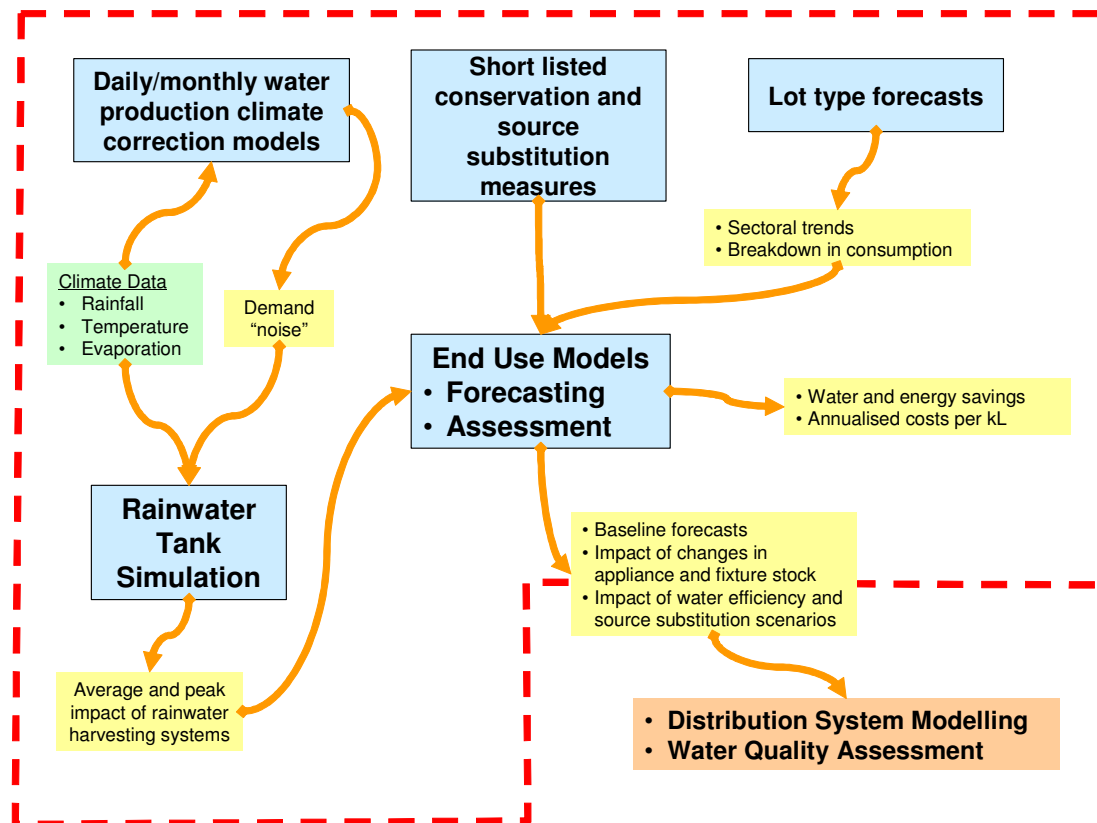 Daily/monthly water
production climate
correction models
Short listed
conservation and
source
substitution
measures
Lot type forecasts
• Sectoral trends
• Breakdown in consumption
Climate Data
• Rainfall
• Temperature
• Evaporation
Demand
“noise”
End Use Models
• Forecasting
• Assessment
• Water and energy savings
• Annualised costs per kL
Rainwater
Tank
Simulation
• Baseline forecasts
• Impact of changes in
appliance and fixture stock
• Impact of water efficiency and
source substitution scenarios
Average and peak
impact of rainwater
harvesting systems
• Distribution System Modelling
• Water Quality Assessment